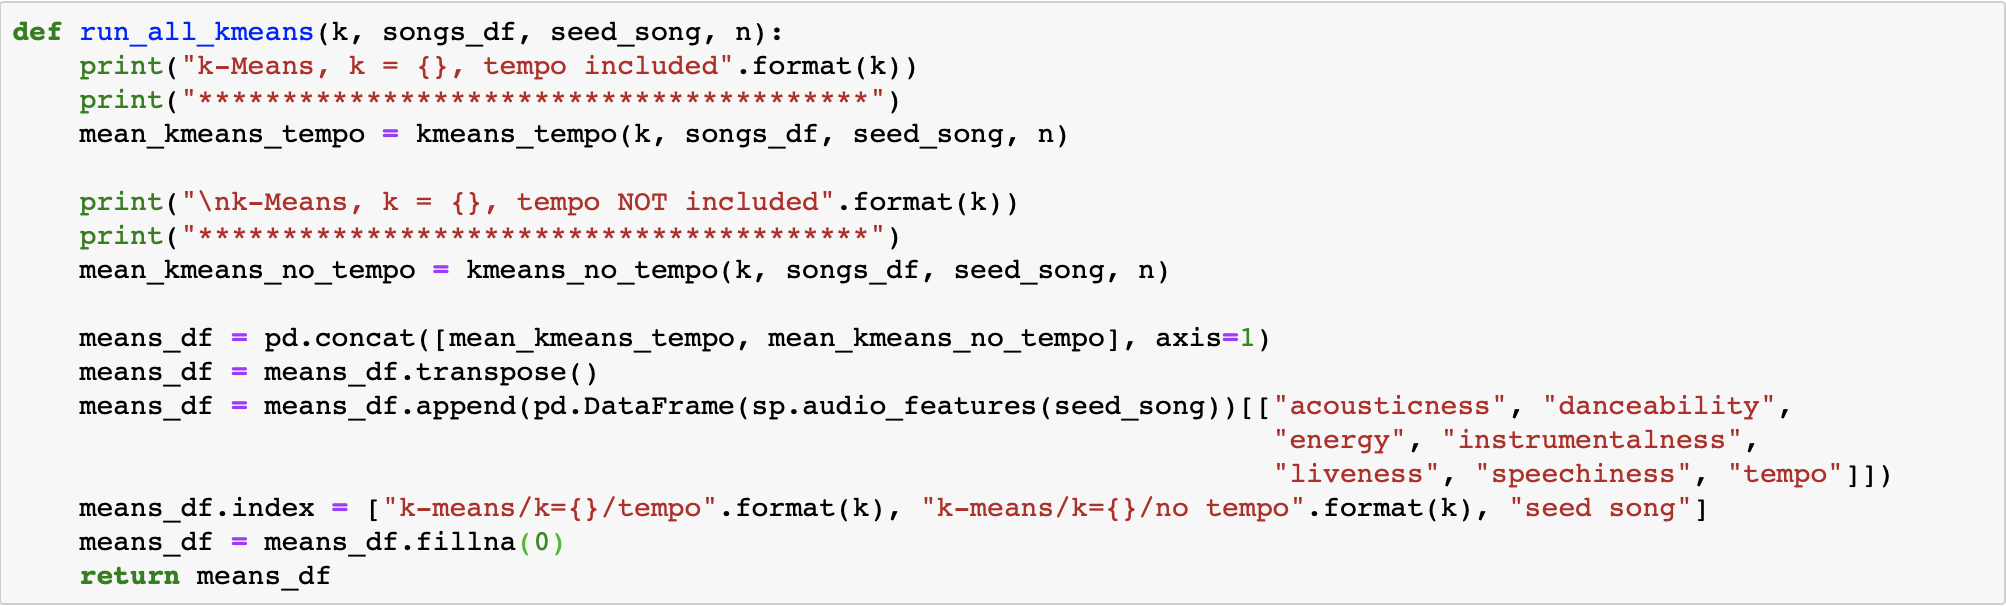 def run_all_kmeans(k, songs_df, seed_song, n):
    print("k-Means, k = {}, tempo included".format(k))
    print("****************************************")
    mean_kmeans_tempo = kmeans_tempo(k, songs_df, seed_song, n)

    print("\nk-Means, k = {}, tempo NOT included".format(k))
    print("****************************************")
    mean_kmeans_no_tempo = kmeans_no_tempo(k, songs_df, seed_song, n)

    means_df = pd.concat([mean_kmeans_tempo, mean_kmeans_no_tempo], axis=1)
    means_df = means_df.transpose()
    means_df = means_df.append(pd.DataFrame(sp.audio_features(seed_song))[["acousticness", "danceability",
                                                                           "energy", "instrumentalness",
                                                                           "liveness", "speechiness", "tempo"]])
    means_df.index = ["k-means/k={}/tempo".format(k), "k-means/k={}/no tempo".format(k), "seed song"]
    means_df = means_df.fillna(0)
    return means_df